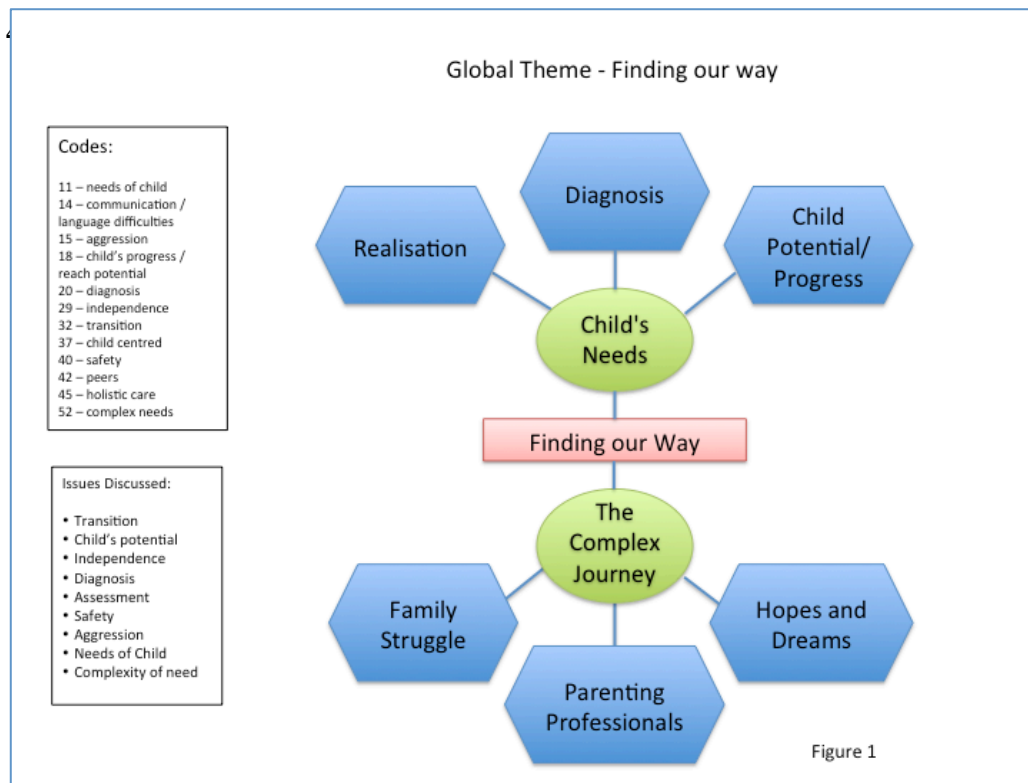 Global Theme - Finding our way
Codes:
11 – needs of child
14 – communication /
language difficulties
15 – aggression
18 – child's progress /
reach potential
20 – diagnosis
29 – independence
32 – transition
37 – child centred
40 – safety
42 – peers
45 – holistic care
52 – complex needs
Issues Discussed:
• Transition
• Child's potential
• Independence
• Diagnosis
• Assessment
• Safety
• Aggression
• Needs of Child
• Complexity of need
Realisation
Diagnosis
Child
Potential/
Progress
Child's
Needs
Finding our Way
The
Complex
Journey
Family
Struggle
Parenting
Professionals
Hopes and
Dreams
Figure 1